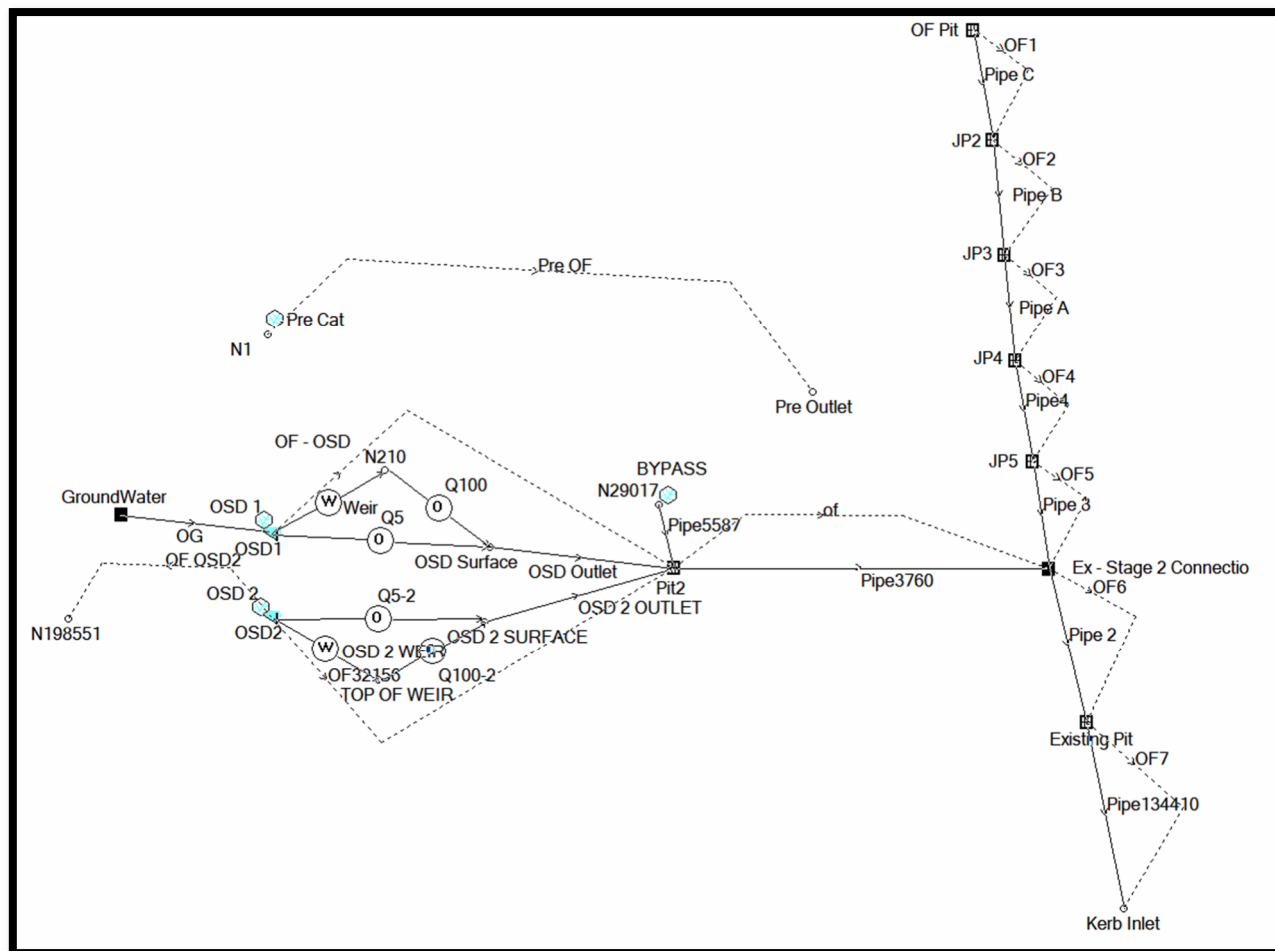 OF Pit
OF1
Pipe C
JP2
OF2
Pipe B
JP3
OF3
Pipe A
JP4
OF4
Pipe4
JP5
OF5
Pipe 3
Pre OF
Pre Cat
N1
Pre Outlet
OF - OSD
N210
Q100
BYPASS
N29017
GroundWater
OSD 1
W
Weir
O
Q5
of
OG
OSD1
O
OSD Surface
Pipe5587
OF OSD2
OSD Outlet
Pit2
Pipe3760
Ex - Stage 2 Connectio
OF6
OSD 2
Q5-2
OSD 2 OUTLET
N198551
OSD2
O
OSD 2 SURFACE
Pipe 2
W
OSD 2 WEIR
OF32156
Q100-2
TOP OF WEIR
Existing Pit
OF7
Pipe134410
Kerb Inlet